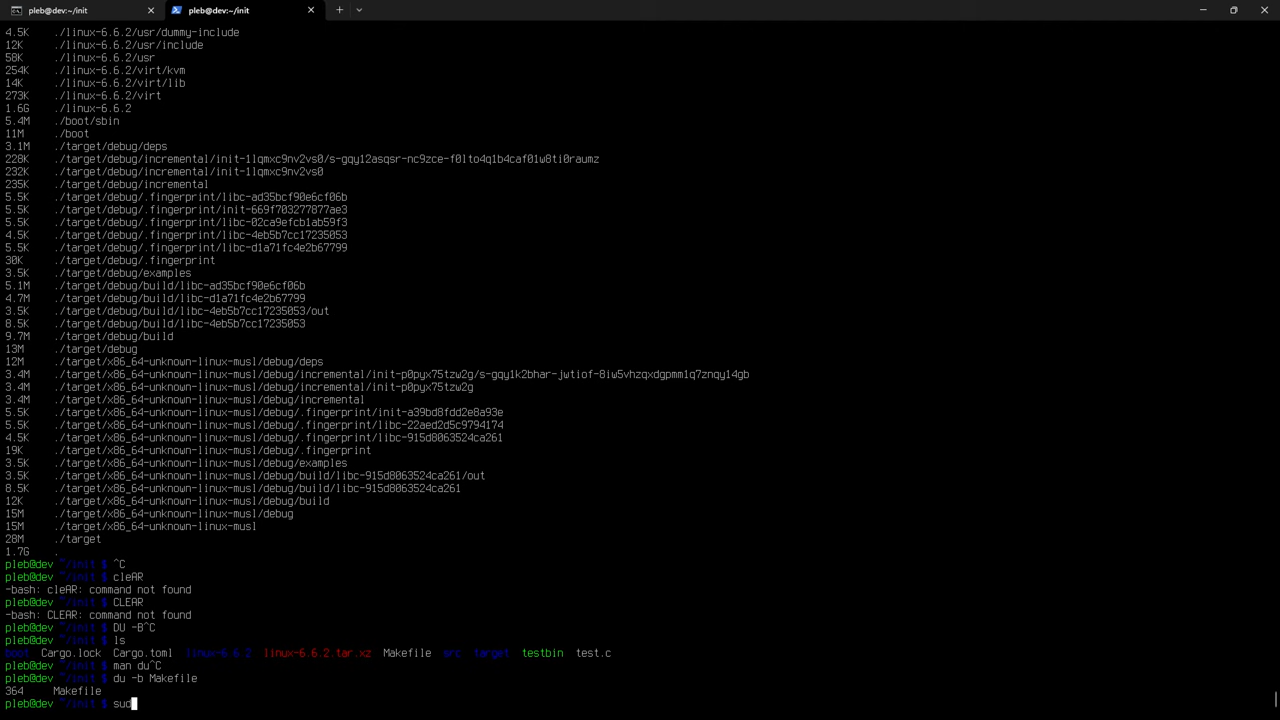 pleb@dev:~/init
pleb@dev:~/init
4.5K ./linux-6.6.2/usr/dummy-include
12K ./linux-6.6.2/usr/include
58K ./linux-6.6.2/usr
254K ./linux-6.6.2/virt/kvm
14K ./linux-6.6.2/virt/lib
273K ./linux-6.6.2/virt
1.6G ./linux-6.6.2
5.4M ./boot/sbin
11M ./boot
3.1M ./target/debug/deps
228K ./target/debug/incremental/init-1lqmxc9nv2vs0/s-gqy12asqsr-nc9zce-f0lto4q1b4caf01w8ti0raumz
232K ./target/debug/incremental/init-1lqmxc9nv2vs0
235K ./target/debug/incremental
5.5K ./target/debug/.fingerprint/libc-ad35bcf90e6cf06b
5.5K ./target/debug/.fingerprint/init-669f703277877ae3
5.5K ./target/debug/.fingerprint/libc-02ca9efcb1ab59f3
4.5K ./target/debug/.fingerprint/libc-4eb5b7cc17235053
5.5K ./target/debug/.fingerprint/libc-d1a71fc4e2b67799
30K ./target/debug/.fingerprint
3.5K ./target/debug/examples
5.1M ./target/debug/build/libc-ad35bcf90e6cf06b
4.7M ./target/debug/build/libc-d1a71fc4e2b67799
3.5K ./target/debug/build/libc-4eb5b7cc17235053/out
8.5K ./target/debug/build/libc-4eb5b7cc17235053
9.7M ./target/debug/build
13M ./target/debug
12M ./target/x86_64-unknown-linux-musl/debug/deps
3.4M ./target/x86_64-unknown-linux-musl/debug/incremental/init-p0pyx75tzw2g/s-gqy1k2bhar-jwtiof-8iw5vhzqxdgpmm1q7znqy14gb
3.4M ./target/x86_64-unknown-linux-musl/debug/incremental/init-p0pyx75tzw2g
3.4M ./target/x86_64-unknown-linux-musl/debug/incremental
5.5K ./target/x86_64-unknown-linux-musl/debug/.fingerprint/init-a39bd8fdd2e8a93e
5.5K ./target/x86_64-unknown-linux-musl/debug/.fingerprint/libc-22aed2d5c9794174
4.5K ./target/x86_64-unknown-linux-musl/debug/.fingerprint/libc-915d8063524ca261
19K ./target/x86_64-unknown-linux-musl/debug/.fingerprint
3.5K ./target/x86_64-unknown-linux-musl/debug/examples
3.5K ./target/x86_64-unknown-linux-musl/debug/build/libc-915d8063524ca261/out
8.5K ./target/x86_64-unknown-linux-musl/debug/build/libc-915d8063524ca261
12K ./target/x86_64-unknown-linux-musl/debug/build
15M ./target/x86_64-unknown-linux-musl/debug
15M ./target/x86_64-unknown-linux-musl
28M ./target
1.7G .
pleb@dev ~/init $ ^C
pleb@dev ~/init $ cleAR
-bash: cleAR: command not found
pleb@dev ~/init $ CLEAR
-bash: CLEAR: command not found
pleb@dev ~/init $ DU -B^C
pleb@dev ~/init $ ls
boot Cargo.lock Cargo.toml linux-6.6.2 linux-6.6.2.tar.xz Makefile src target testbin test.c
pleb@dev ~/init $ man du^C
pleb@dev ~/init $ du -b Makefile
364 Makefile
pleb@dev ~/init $ sud